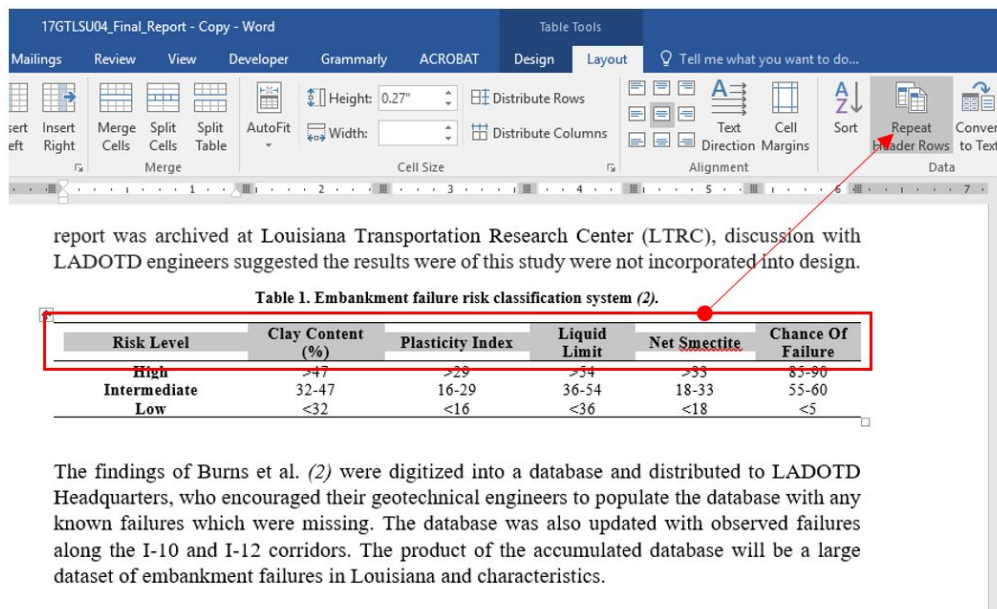 17GTLSU04_Final_Report - Copy - Word Table Tools
Mailings Review View Developer Grammarly ACROBAT Design Layout Tell me what you want to do...
Height: 0.27" Distribute Rows
sert Insert Merge Split Split AutoFit Width: Distribute Columns Text Cell Sort Repeat Conver
eft Right Cells Cells Table Direction Margins Header Rows to Text
Merge Cell Size Alignment Data
1 2 3 4 5 6 7
report was archived at Louisiana Transportation Research Center (LTRC), discussion with
LADOTD engineers suggested the results were of this study were not incorporated into design.
Table 1. Embankment failure risk classification system (2).
Risk Level Clay Content (%) Plasticity Index Liquid Limit Net Smectite Chance Of Failure
High >47 >29 >54 >33 85-90
Intermediate 32-47 16-29 36-54 18-33 55-60
Low <32 <16 <36 <18 <5
The findings of Burns et al. (2) were digitized into a database and distributed to LADOTD
Headquarters, who encouraged their geotechnical engineers to populate the database with any
known failures which were missing. The database was also updated with observed failures
along the I-10 and I-12 corridors. The product of the accumulated database will be a large
dataset of embankment failures in Louisiana and characteristics.